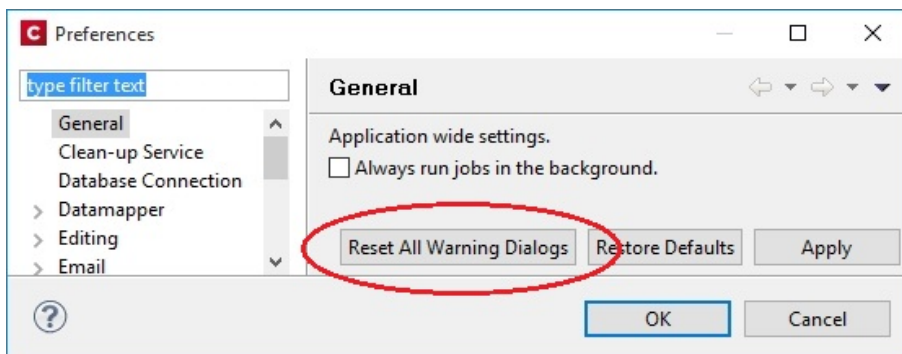 C Preferences
type filter text
General
Clean-up Service
Database Connection
Datamapper
Editing
Email
General
Application wide settings.
Always run jobs in the background.
Reset All Warning Dialogs
Restore Defaults
Apply
?
OK
Cancel